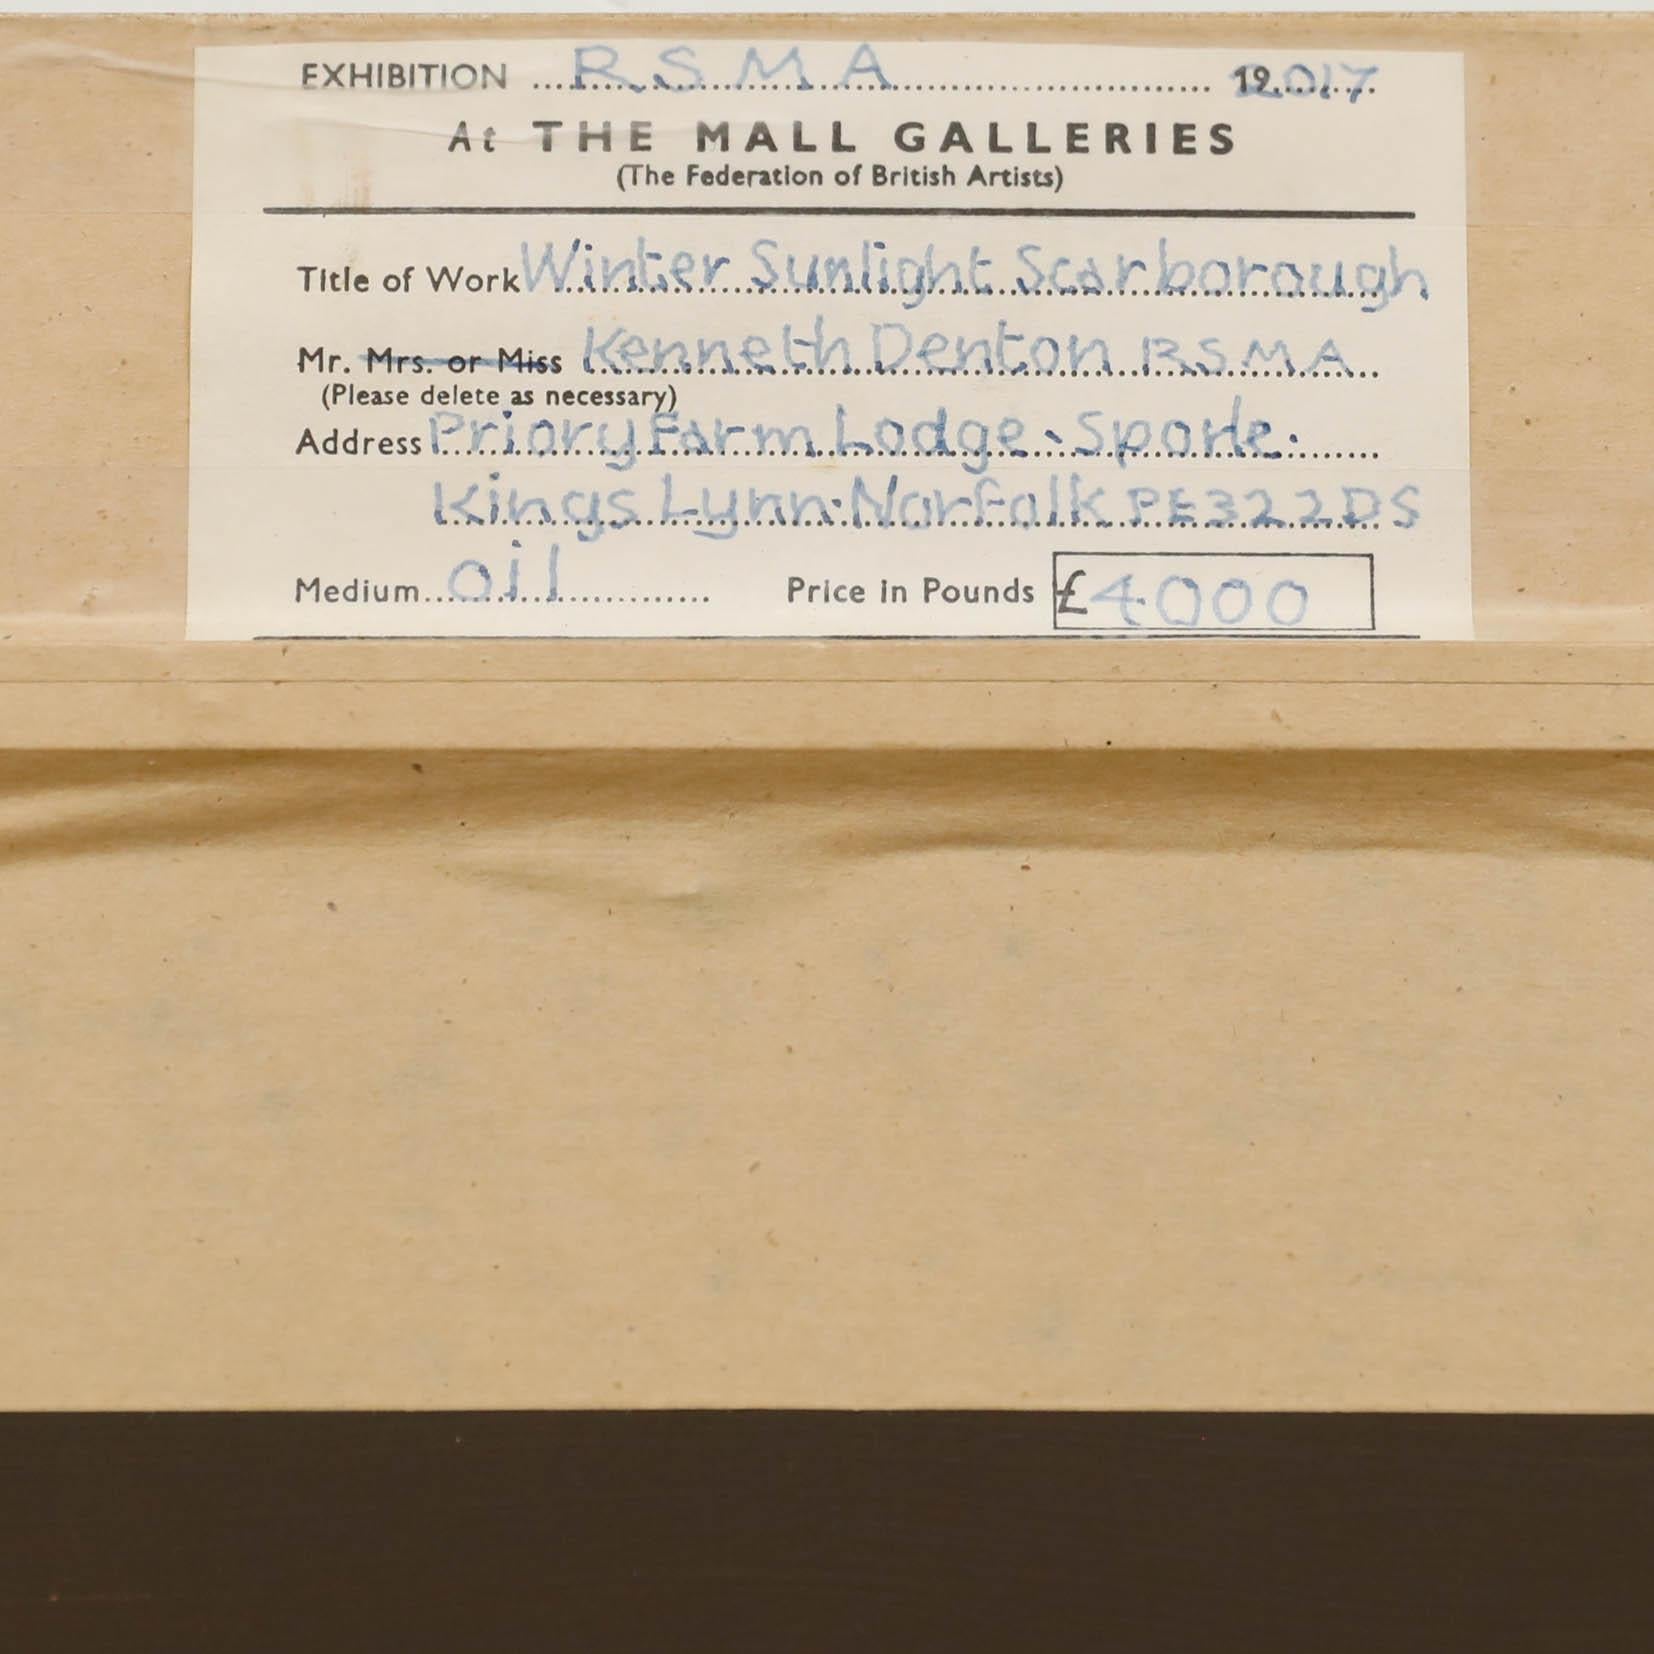 EXHIBITION R S M A 192017
At THE MALL GALLERIES
(The Federation of British Artists)
Title of Work Winter Sunlight Scarborough
Mr. Mrs. or Miss Kenneth Denton RSMA
(Please delete as necessary)
Address Priory Farm Lodge, Sporle.
Kings Lynn. Norfolk PE32 2DS
Medium oil Price in Pounds £4000